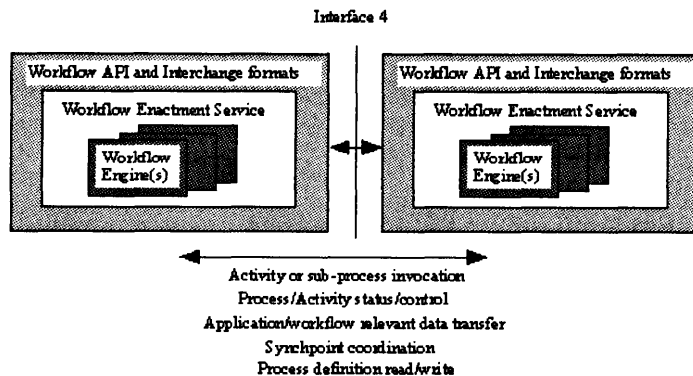 Interface 4
Workflow API and Interchange formats
Workflow Enactment Service
Workflow
Engine(s)
Workflow API and Interchange formats
Workflow Enactment Service
Workflow
Engine(s)
Activity or sub-process invocation
Process/Activity status/control
Application/workflow relevant data transfer
Synchpoint coordination
Process definition read/write